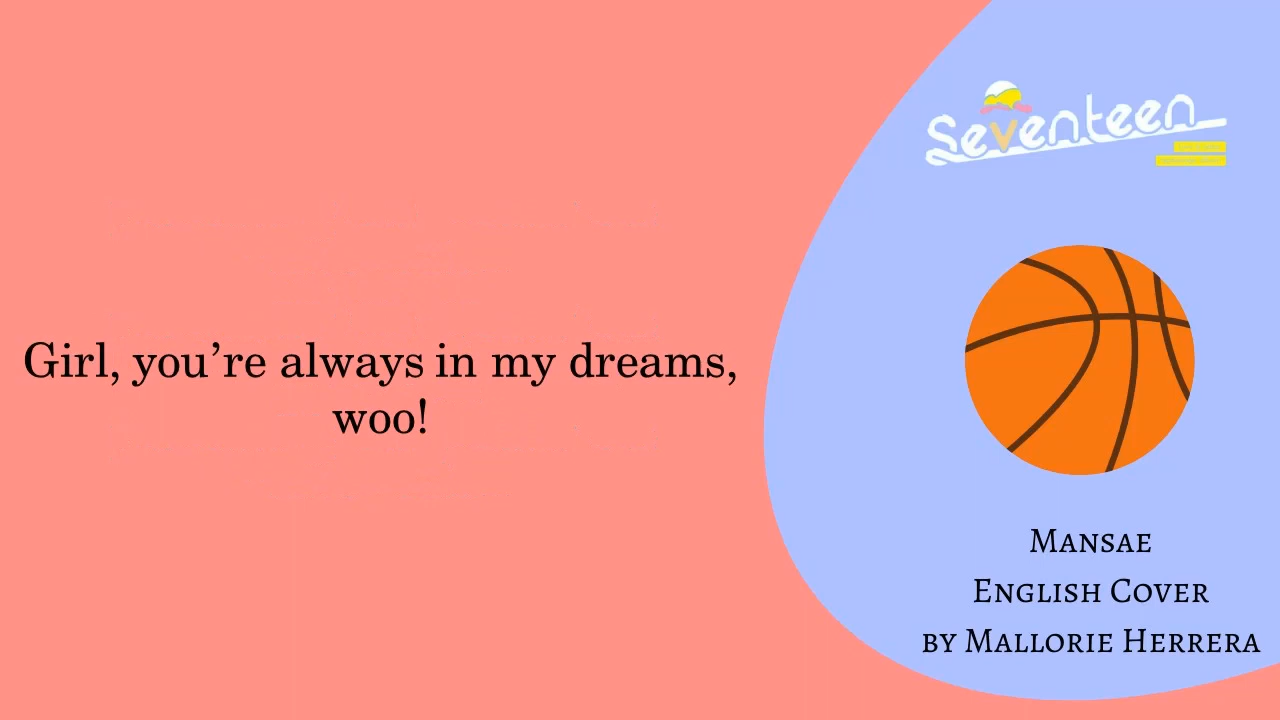 Girl, you’re always in my dreams,
woo!
Seventeen
Mansae
English Cover
by Mallorie Herrera